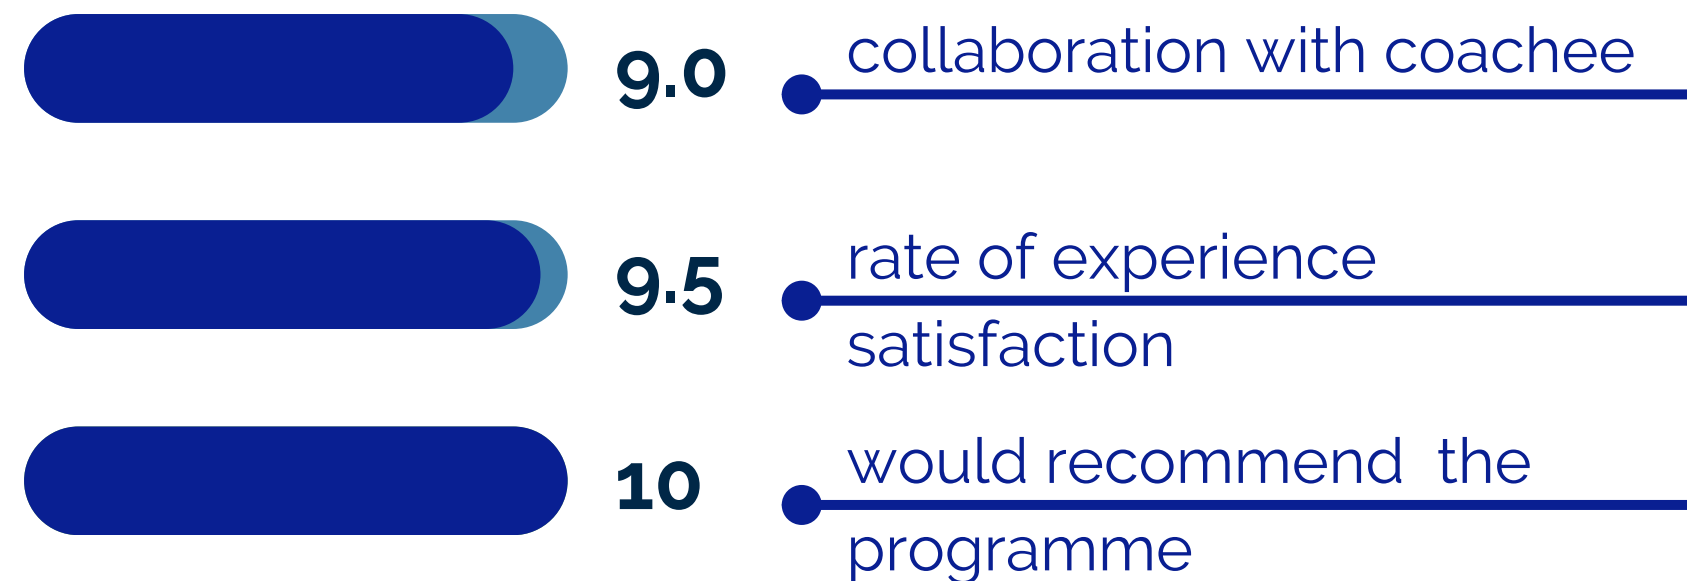 9.0
collaboration with coachee
9.5
rate of experience
satisfaction
10
would recommend  the
programme